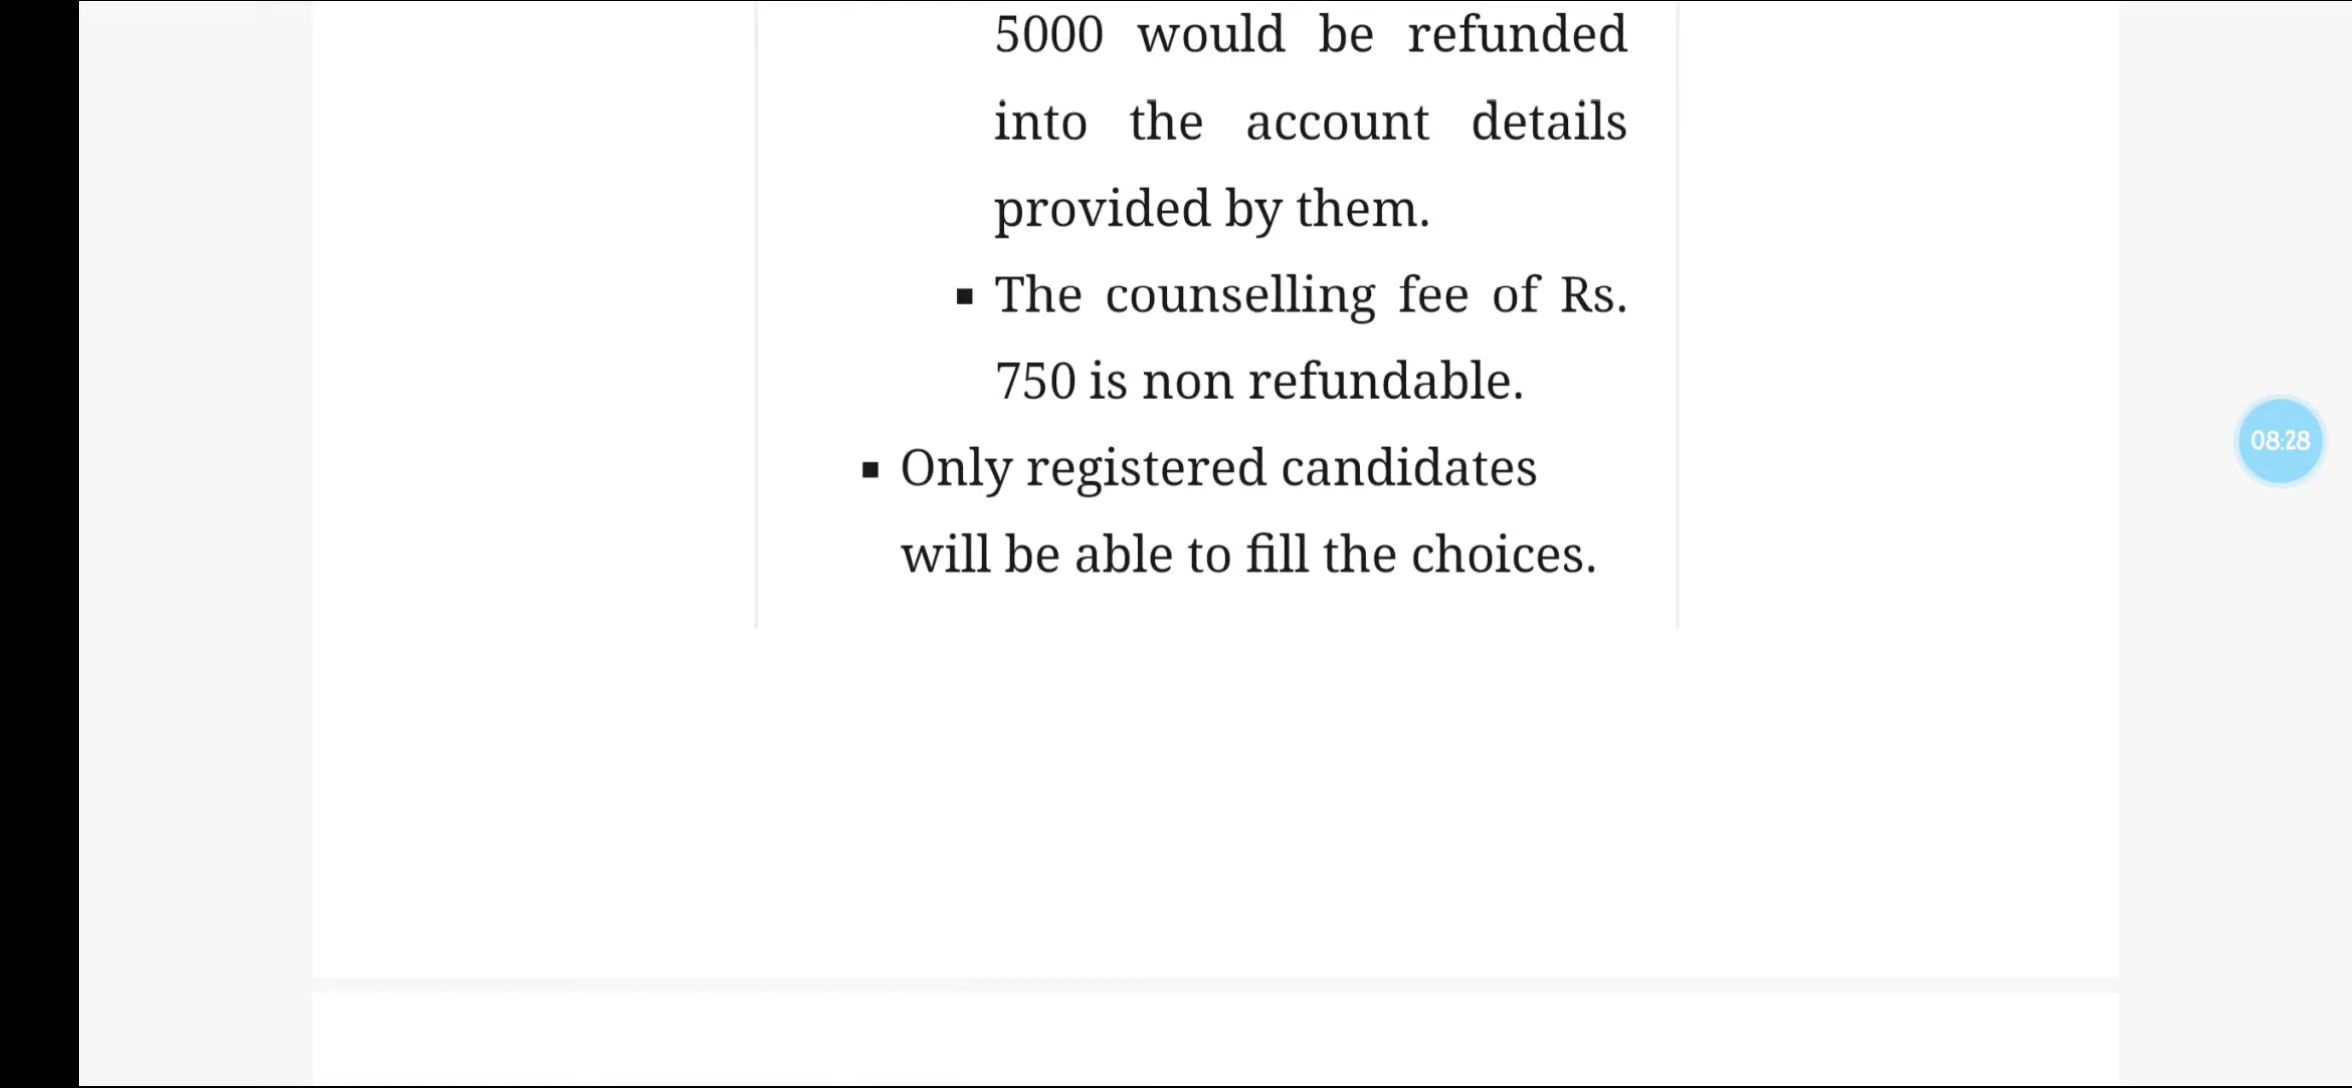 5000 would be refunded
into the account details
provided by them.
▪ The counselling fee of Rs.
750 is non refundable.
▪ Only registered candidates
will be able to fill the choices.
08:28